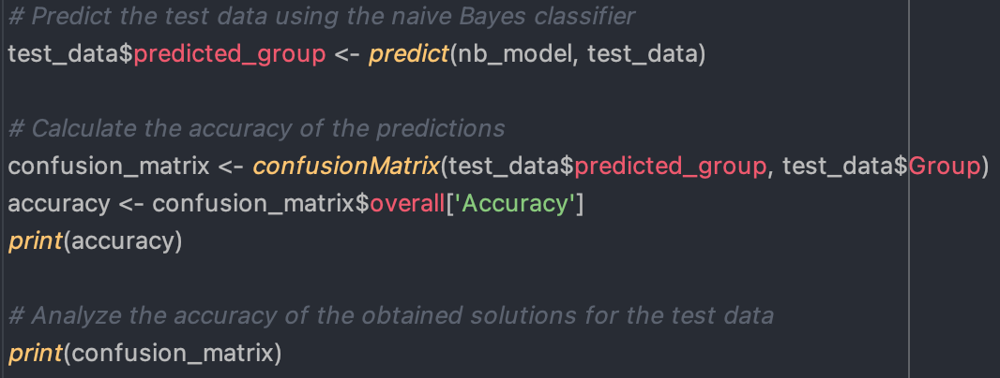 # Predict the test data using the naive Bayes classifier
test_data$predicted_group <- predict(nb_model, test_data)
# Calculate the accuracy of the predictions
confusion_matrix <- confusionMatrix(test_data$predicted_group, test_data$Group)
accuracy <- confusion_matrix$overall['Accuracy']
print(accuracy)
# Analyze the accuracy of the obtained solutions for the test data
print(confusion_matrix)